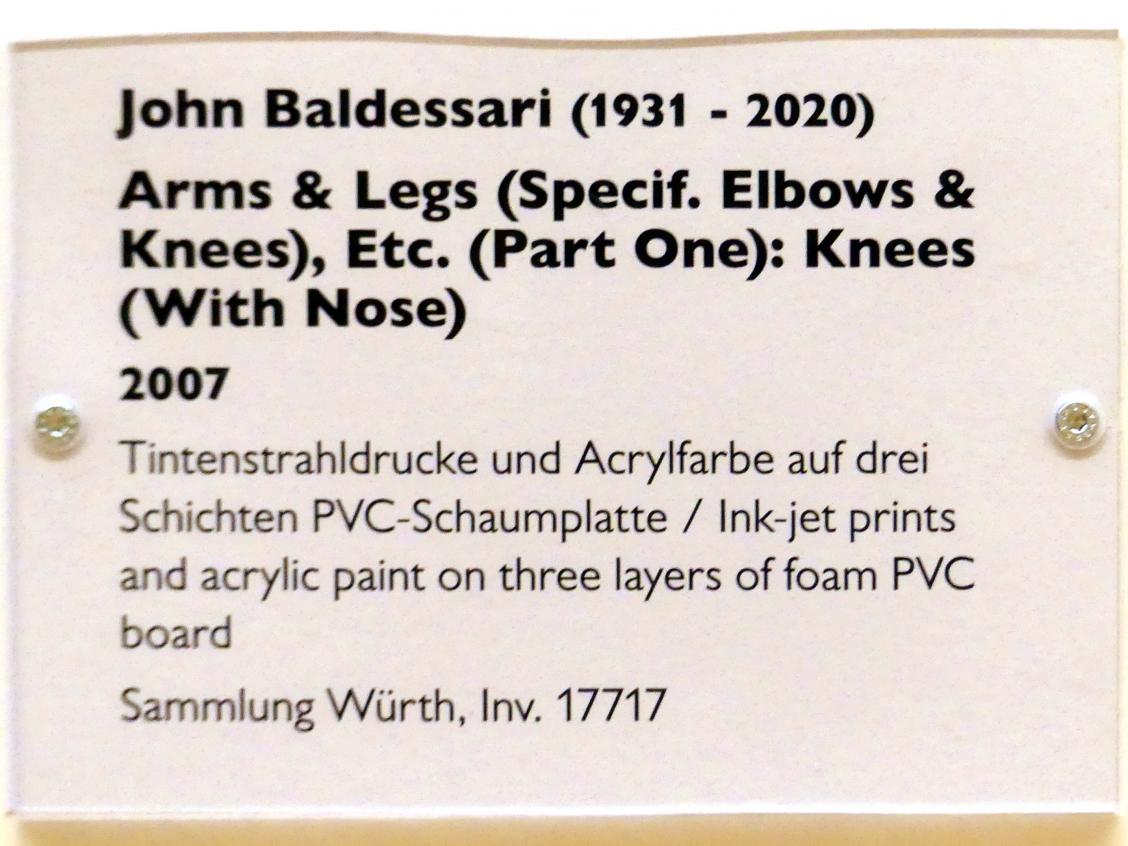 John Baldessari (1931 - 2020)
Arms & Legs (Specif. Elbows &
Knees), Etc. (Part One): Knees
(With Nose)
2007
Tintenstrahldrucke und Acrylfarbe auf drei
Schichten PVC-Schaumplatte / Ink-jet prints
and acrylic paint on three layers of foam PVC
board
Sammlung Würth, Inv. 17717